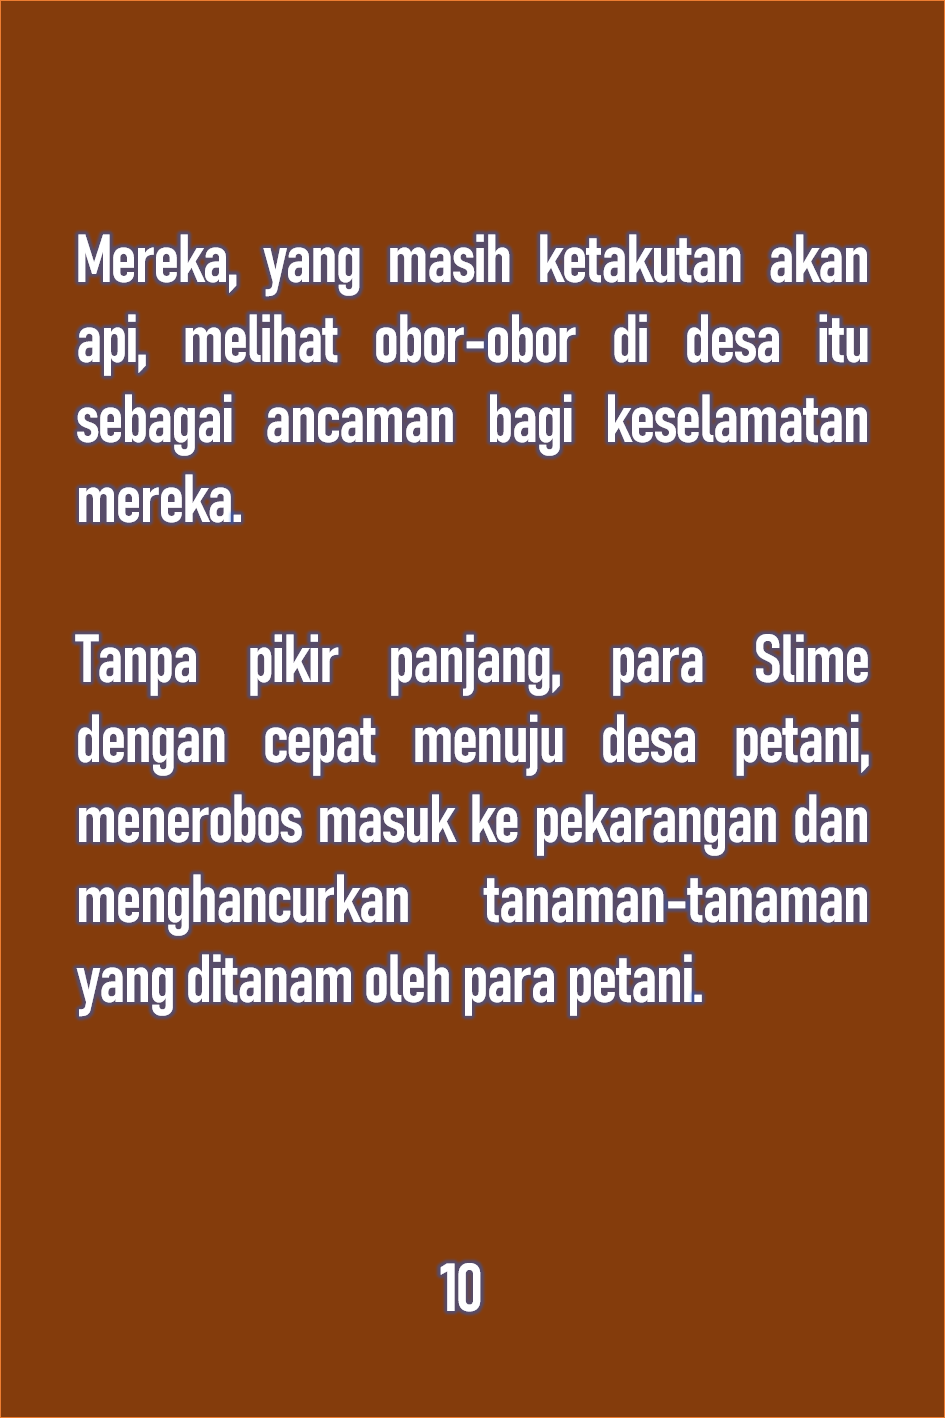 Mereka, yang masih ketakutan akan
api, melihat obor-obor di desa itu
sebagai ancaman bagi keselamatan
mereka.
Tanpa pikir panjang, para Slime
dengan cepat menuju desa petani,
menerobos masuk ke pekarangan dan
menghancurkan tanaman-tanaman
yang ditanam oleh para petani.
10